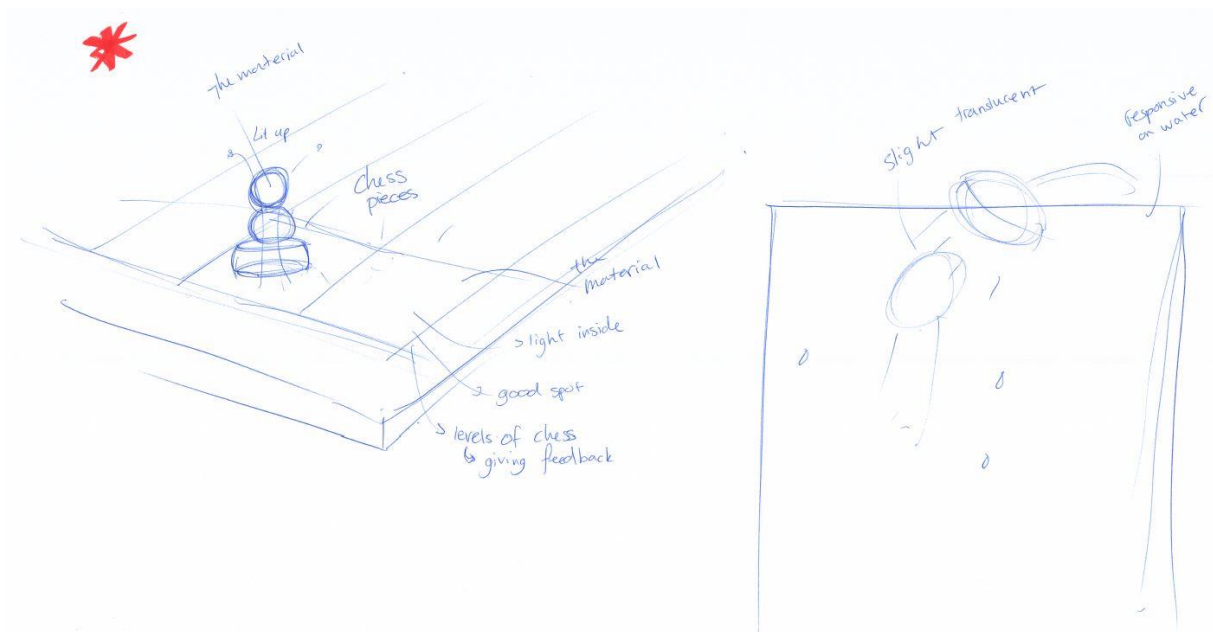 the material
Lit up
chess
pieces
the
material
light inside
good spot
levels of chess
giving feedback
slight translucent
responsive
on water